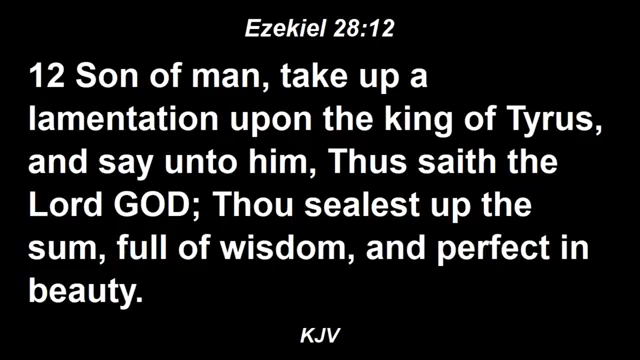 Ezekiel 28:12
12 Son of man, take up a
lamentation upon the king of Tyrus,
and say unto him, Thus saith the
Lord GOD; Thou sealest up the
sum, full of wisdom, and perfect in
beauty.
KJV